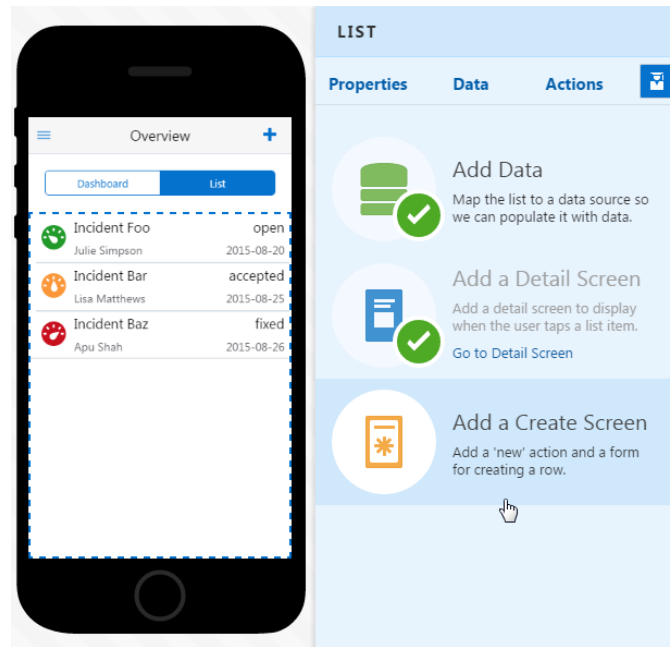 Overview
Dashboard List
Incident Foo open
Julie Simpson 2015-08-20
Incident Bar accepted
Lisa Matthews 2015-08-25
Incident Baz fixed
Apu Shah 2015-08-26
LIST
Properties Data Actions
Add Data
Map the list to a data source so
we can populate it with data.
Add a Detail Screen
Add a detail screen to display
when the user taps a list item.
Go to Detail Screen
Add a Create Screen
Add a 'new' action and a form
for creating a row.